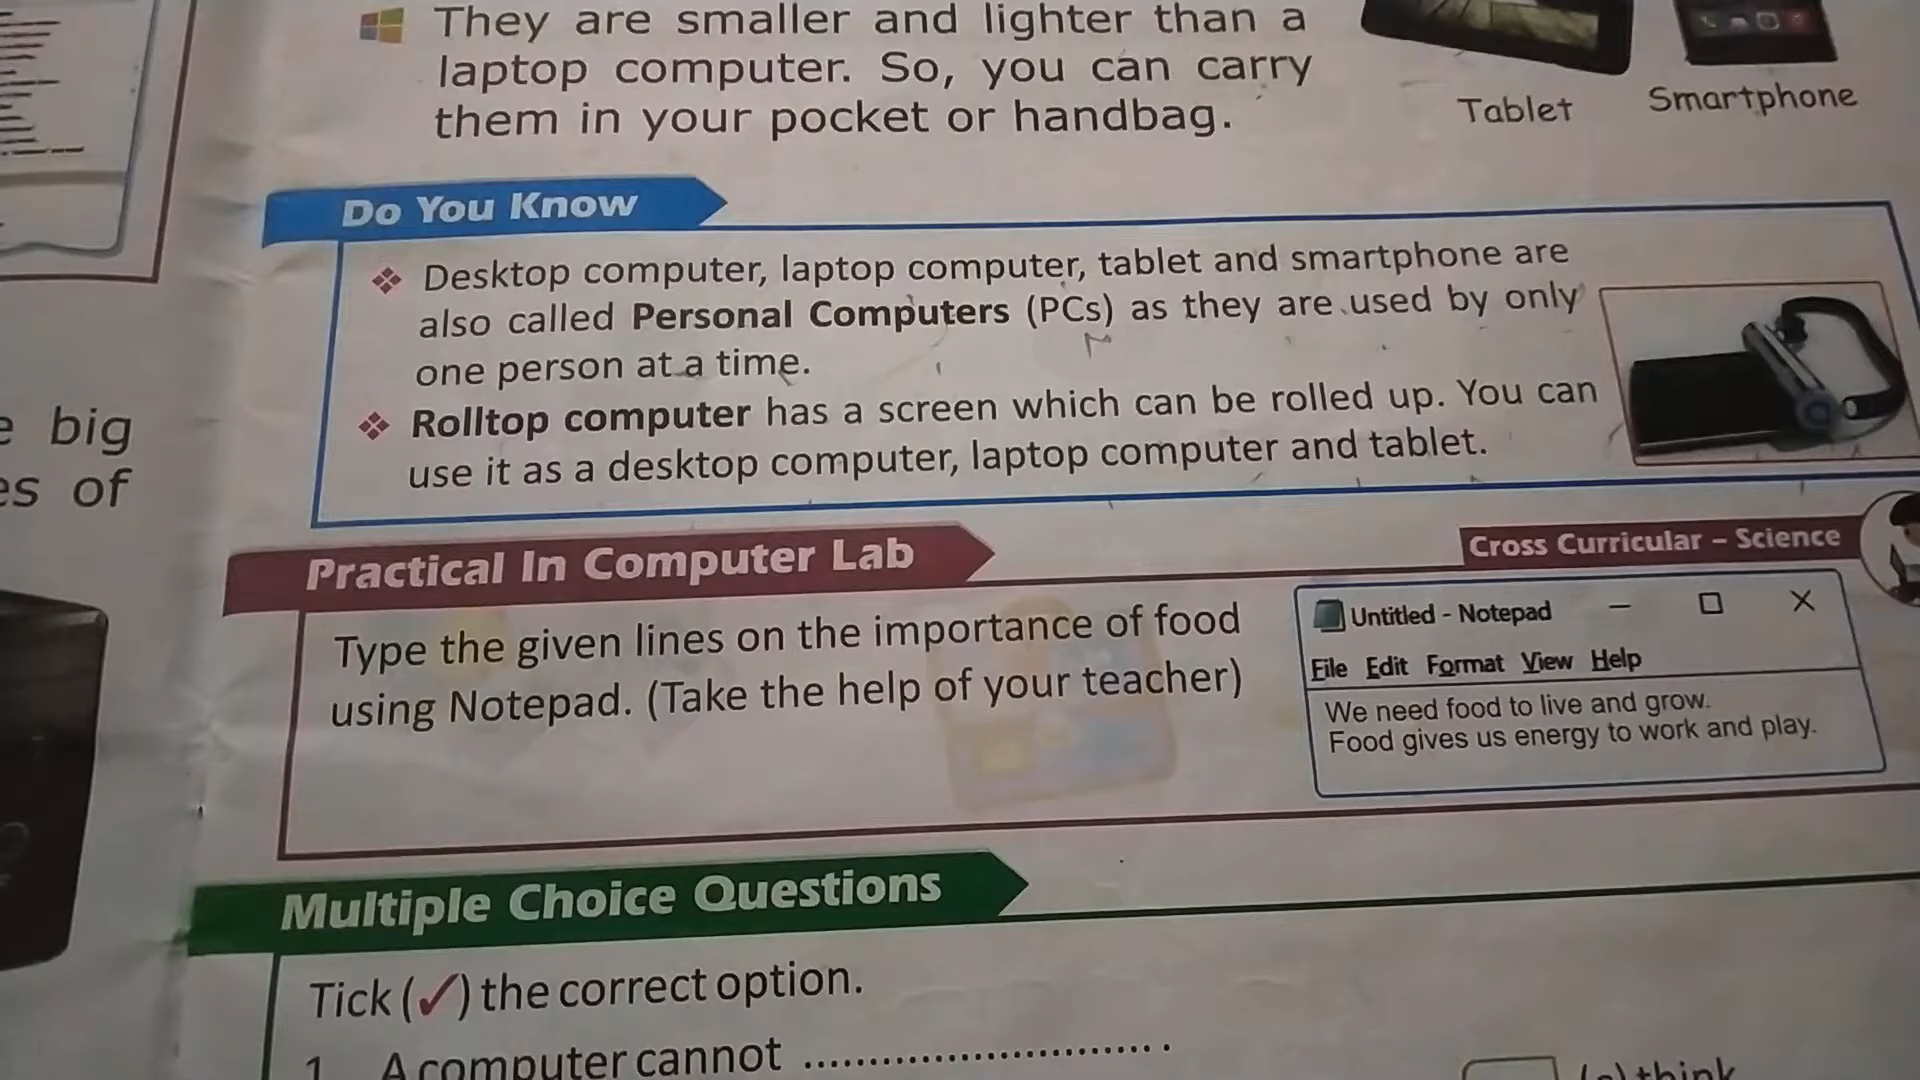 They are smaller and lighter than a
laptop computer. So, you can carry
them in your pocket or handbag.
Tablet
Smartphone
Do You Know
❖ Desktop computer, laptop computer, tablet and smartphone are
also called Personal Computers (PCs) as they are used by only
one person at a time.
❖ Rolltop computer has a screen which can be rolled up. You can
use it as a desktop computer, laptop computer and tablet.
big
of
Practical In Computer Lab
Cross Curricular – Science
Type the given lines on the importance of food
using Notepad. (Take the help of your teacher)
Untitled - Notepad
File Edit Format View Help
We need food to live and grow.
Food gives us energy to work and play.
Multiple Choice Questions
Tick (✓) the correct option.
1. A computer cannot ............................ .
think